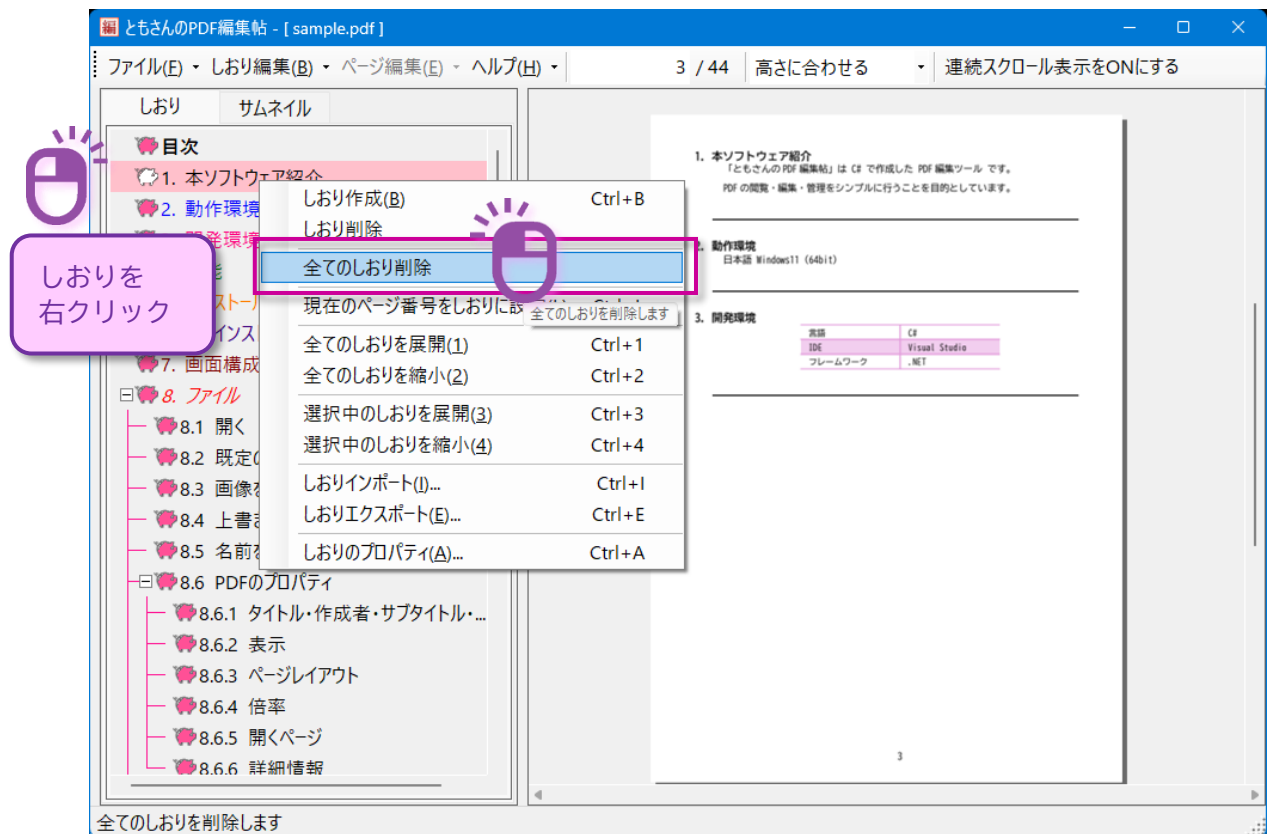 編 ともさんのPDF編集帖 - [ sample.pdf ]
ファイル(F) しおり編集(B) ページ編集(E) ヘルプ(H) 3 / 44 高さに合わせる 連続スクロール表示をONにする
しおり サムネイル
目次
1. 本ソフトウェア紹介
2. 動作環境
発環境
ストール
インス
7. 画面構成
8. ファイル
8.1 開く
8.2 既定の
8.3 画像を
8.4 上書き
8.5 名前を
8.6 PDFのプロパティ
8.6.1 タイトル・作成者・サブタイトル・...
8.6.2 表示
8.6.3 ページレイアウト
8.6.4 倍率
8.6.5 開くページ
8.6.6 詳細情報
しおりを
右クリック
しおり作成(B) Ctrl+B
しおり削除
全てのしおり削除
現在のページ番号をしおりに設
全てのしおりを削除します
全てのしおりを展開(1) Ctrl+1
全てのしおりを縮小(2) Ctrl+2
選択中のしおりを展開(3) Ctrl+3
選択中のしおりを縮小(4) Ctrl+4
しおりインポート(I)... Ctrl+I
しおりエクスポート(E)... Ctrl+E
しおりのプロパティ(A)... Ctrl+A
1. 本ソフトウェア紹介
「ともさんの PDF 編集帖」は C# で作成した PDF 編集ツール です。
PDF の閲覧・編集・管理をシンプルに行うことを目的としています。
2. 動作環境
日本語 Windows11 (64bit)
3. 開発環境
言語 C#
IDE Visual Studio
フレームワーク .NET
3
全てのしおりを削除します